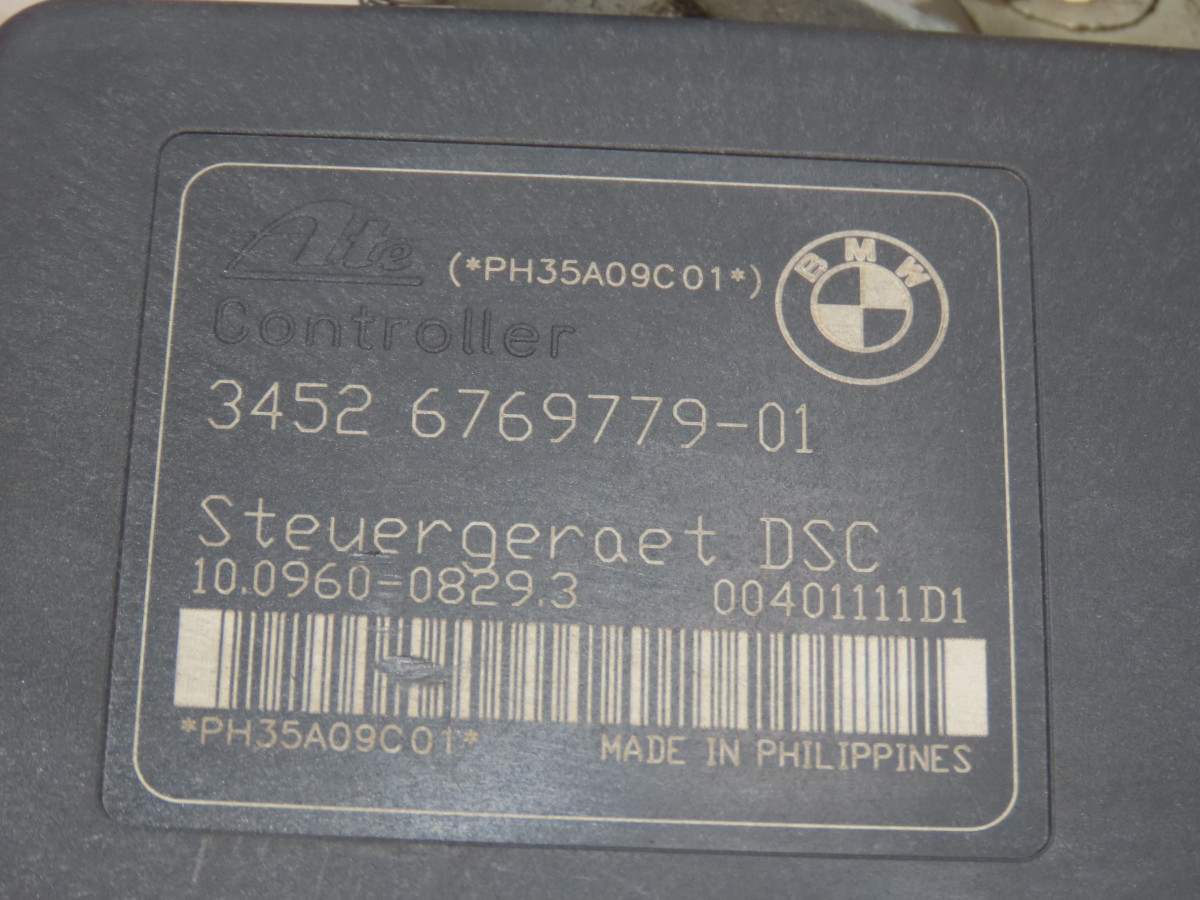 Ate (*PH35A09C01*) BMW
Controller
3452 6769779-01
Steuergeraet DSC
10.0960-0829.3 00401111D1
*PH35A09C01* MADE IN PHILIPPINES